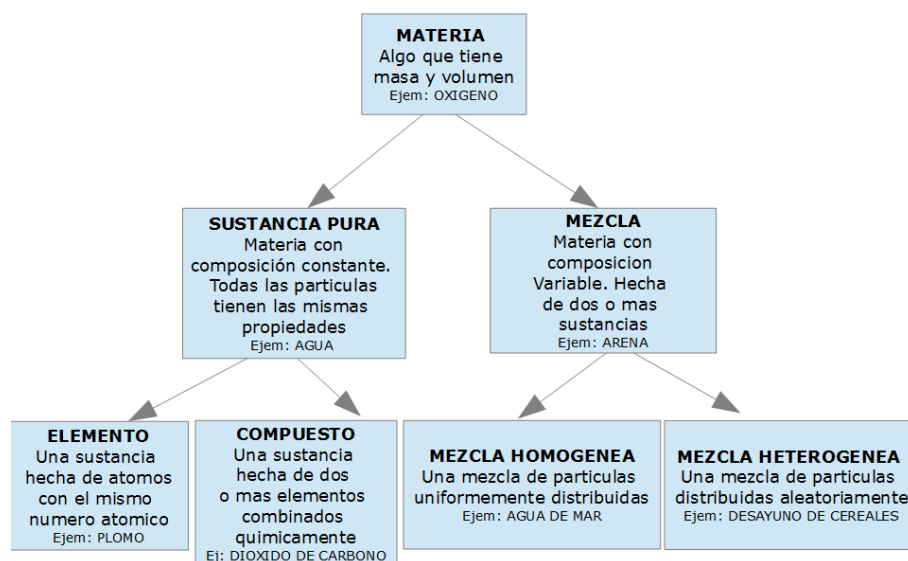 MATERIA
Algo que tiene
masa y volumen
Ejem: OXIGENO
SUSTANCIA PURA
Materia con
composición constante.
Todas las particulas
tienen las mismas
propiedades
Ejem: AGUA
MEZCLA
Materia con
composicion
Variable. Hecha
de dos o mas
sustancias
Ejem: ARENA
ELEMENTO
Una sustancia
hecha de atomos
con el mismo
numero atomico
Ejem: PLOMO
COMPUESTO
Una sustancia
hecha de dos
o mas elementos
combinados
quimicamente
Ej: DIOXIDO DE CARBONO
MEZCLA HOMOGENEA
Una mezcla de particulas
uniformemente distribuidas
Ejem: AGUA DE MAR
MEZCLA HETEROGENEA
Una mezcla de particulas
distribuidas aleatoriamente
Ejem: DESAYUNO DE CEREALES